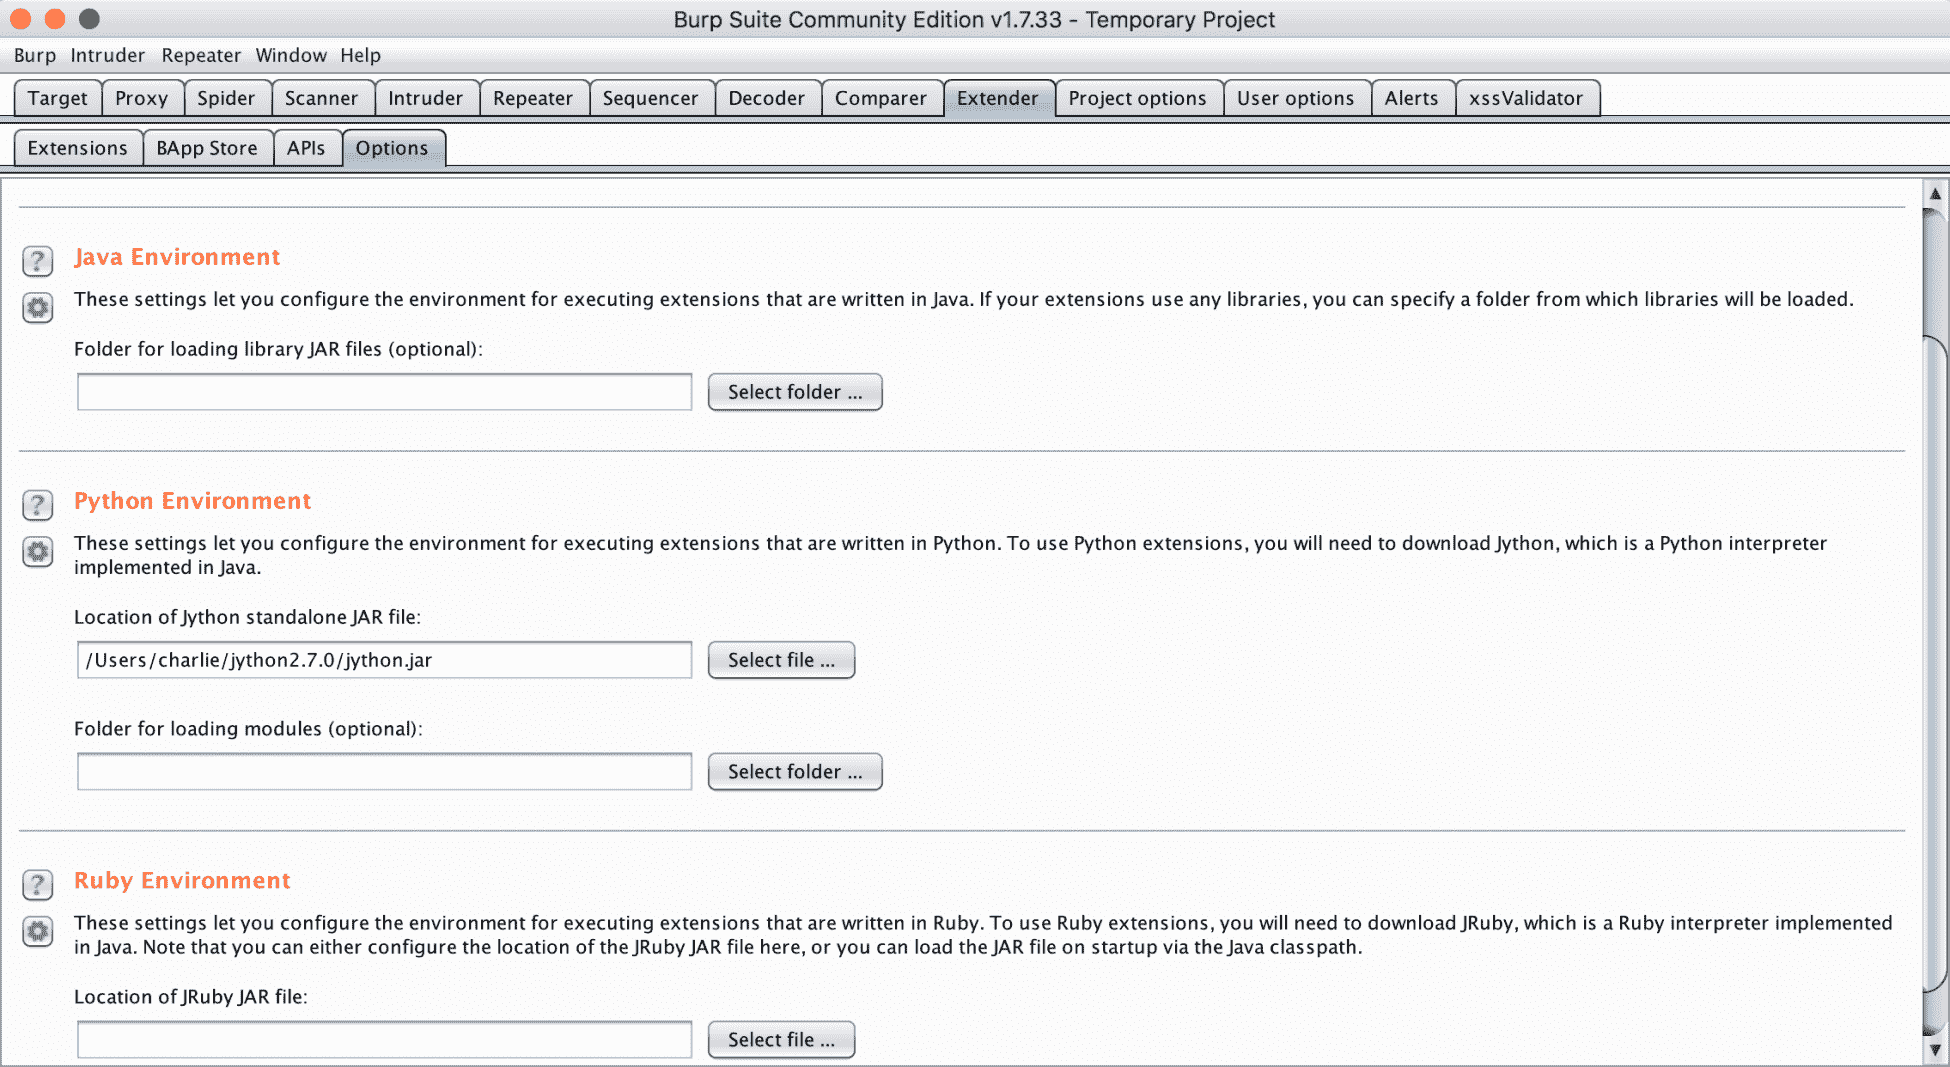 Burp Suite Community Edition v1.7.33 - Temporary Project
Burp Intruder Repeater Window Help
Target Proxy Spider Scanner Intruder Repeater Sequencer Decoder Comparer Extender Project options User options Alerts xssValidator
Extensions BApp Store APIs Options
? Java Environment
These settings let you configure the environment for executing extensions that are written in Java. If your extensions use any libraries, you can specify a folder from which libraries will be loaded.
Folder for loading library JAR files (optional):
Select folder ...
? Python Environment
These settings let you configure the environment for executing extensions that are written in Python. To use Python extensions, you will need to download Jython, which is a Python interpreter
implemented in Java.
Location of Jython standalone JAR file:
/Users/charlie/jython2.7.0/jython.jar Select file ...
Folder for loading modules (optional):
Select folder ...
? Ruby Environment
These settings let you configure the environment for executing extensions that are written in Ruby. To use Ruby extensions, you will need to download JRuby, which is a Ruby interpreter implemented
in Java. Note that you can either configure the location of the JRuby JAR file here, or you can load the JAR file on startup via the Java classpath.
Location of JRuby JAR file:
Select file ...